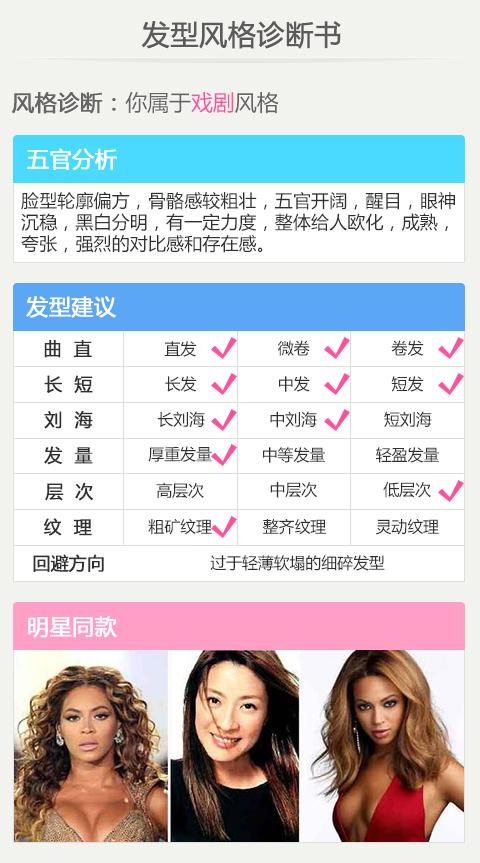 发型风格诊断书
风格诊断：你属于戏剧风格
五官分析
脸型轮廓偏方，骨骼感较粗壮，五官开阔，醒目，眼神
沉稳，黑白分明，有一定力度，整体给人欧化，成熟，
夸张，强烈的对比感和存在感。
发型建议
曲 直 直发 微卷 卷发
长 短 长发 中发 短发
刘 海 长刘海 中刘海 短刘海
发 量 厚重发量 中等发量 轻盈发量
层 次 高层次 中层次 低层次
纹 理 粗矿纹理 整齐纹理 灵动纹理
回避方向 过于轻薄软塌的细碎发型
明星同款